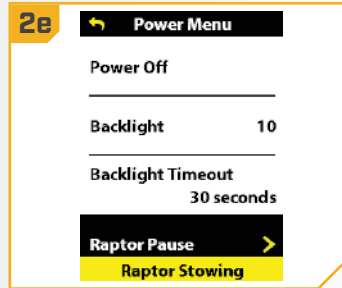 2e
Power Menu
Power Off
Backlight 10
Backlight Timeout
30 seconds
Raptor Pause >
Raptor Stowing